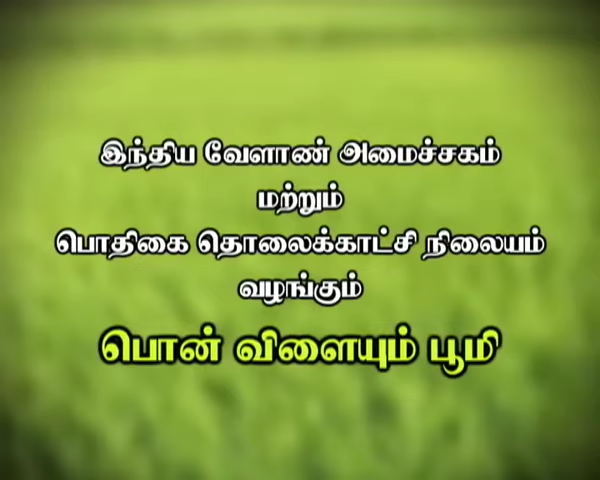 இந்திய வேளாண் அமைச்சகம்
மற்றும்
பொதிகை தொலைக்காட்சி நிலையம்
வழங்கும்
பொன் விளையும் பூமி